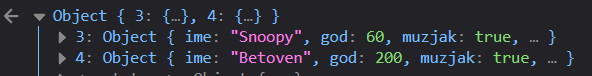 Object { 3: {…}, 4: {…} }
3: Object { ime: "Snoopy", god: 60, muzjak: true, … }
4: Object { ime: "Betoven", god: 200, muzjak: true, … }